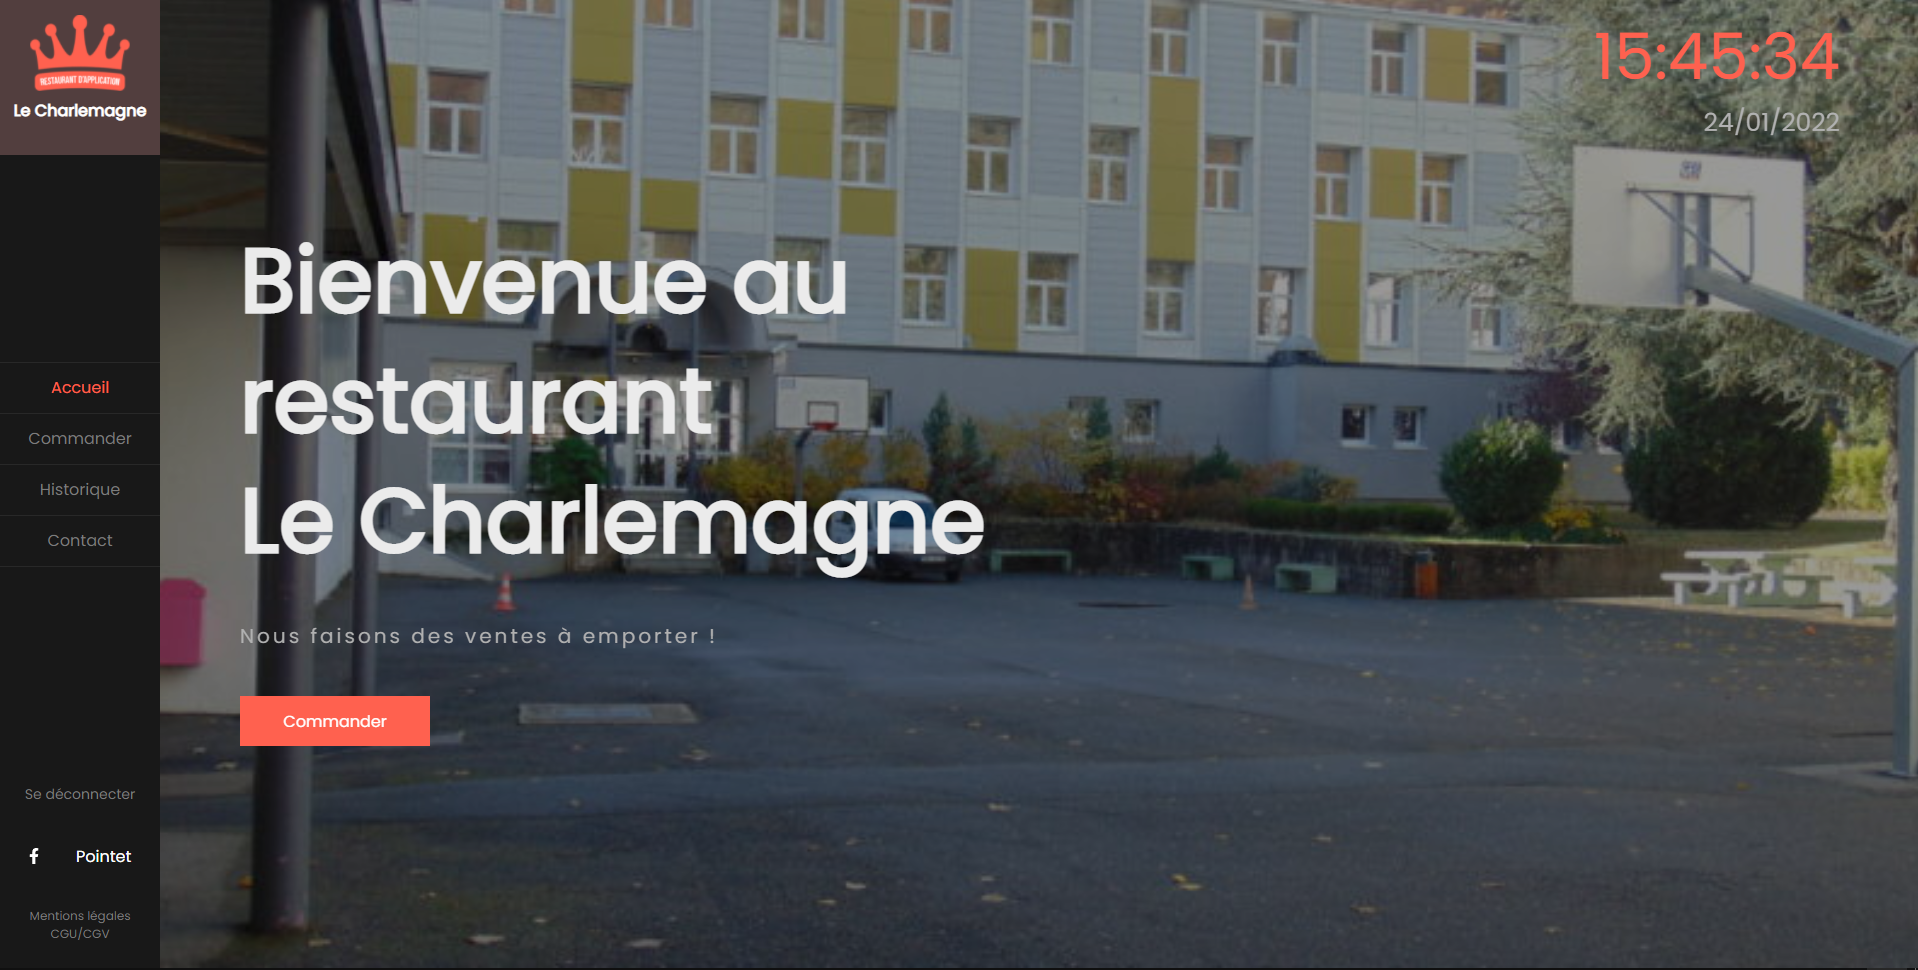 RESTAURANT D'APPLICATION
Le Charlemagne
Accueil
Commander
Historique
Contact
Se déconnecter
Pointet
Mentions légales
CGU/CGV
15:45:34
24/01/2022
Bienvenue au
restaurant
Le Charlemagne
Nous faisons des ventes à emporter !
Commander